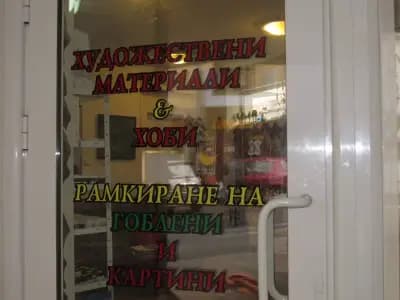 ХУДОЖЕСТВЕНИ
МАТЕРИАЛИ
&
ХОБИ
РАМКИРАНЕ НА
ГОБЛЕНИ
И
КАРТИНИ